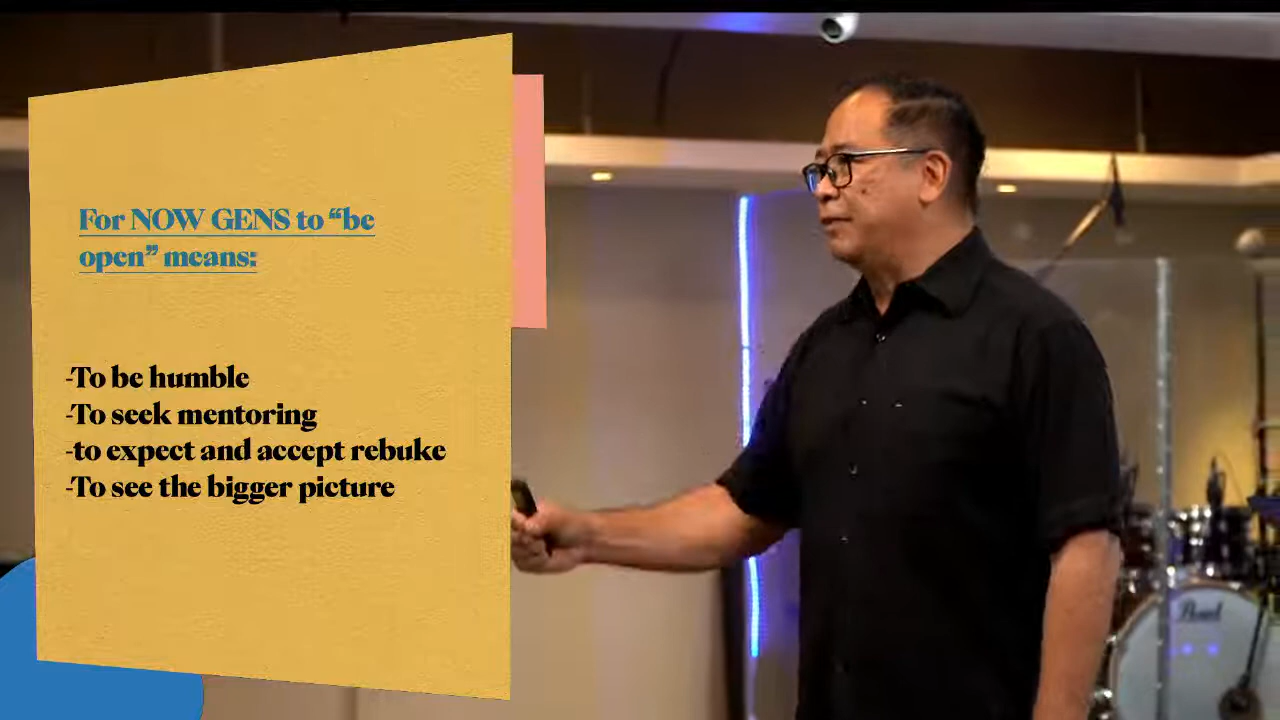 For NOW GENS to “be
open” means:
-To be humble
-To seek mentoring
-to expect and accept rebuke
-To see the bigger picture
Pearl